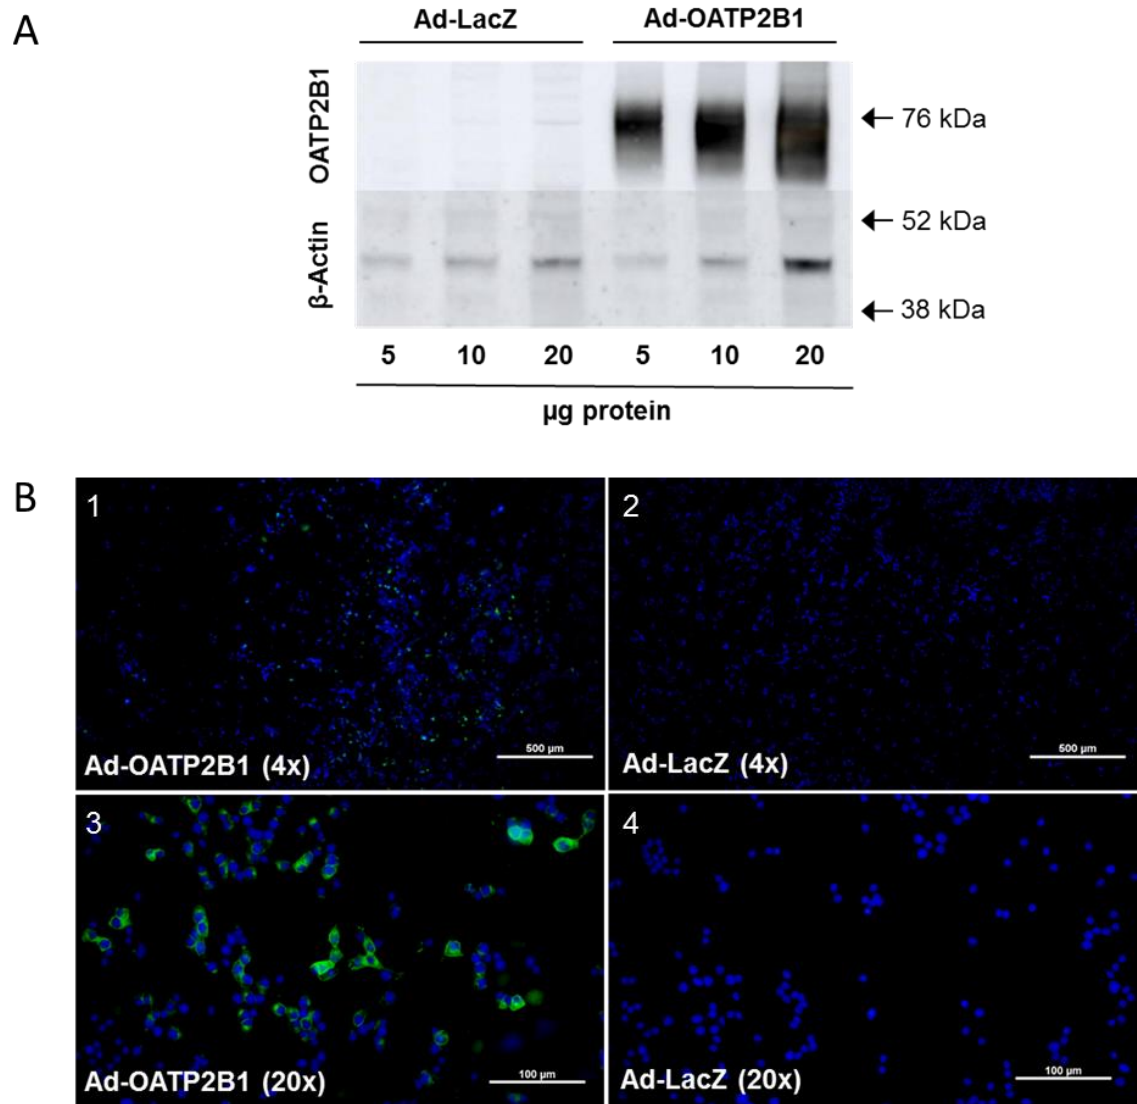 A
Ad-LacZ
Ad-OATP2B1
OATP2B1
76 kDa
β-Actin
52 kDa
38 kDa
5 10 20 5 10 20
µg protein
B
1
500 µm
Ad-OATP2B1 (4x)
2
500 µm
Ad-LacZ (4x)
3
100 µm
Ad-OATP2B1 (20x)
4
100 µm
Ad-LacZ (20x)